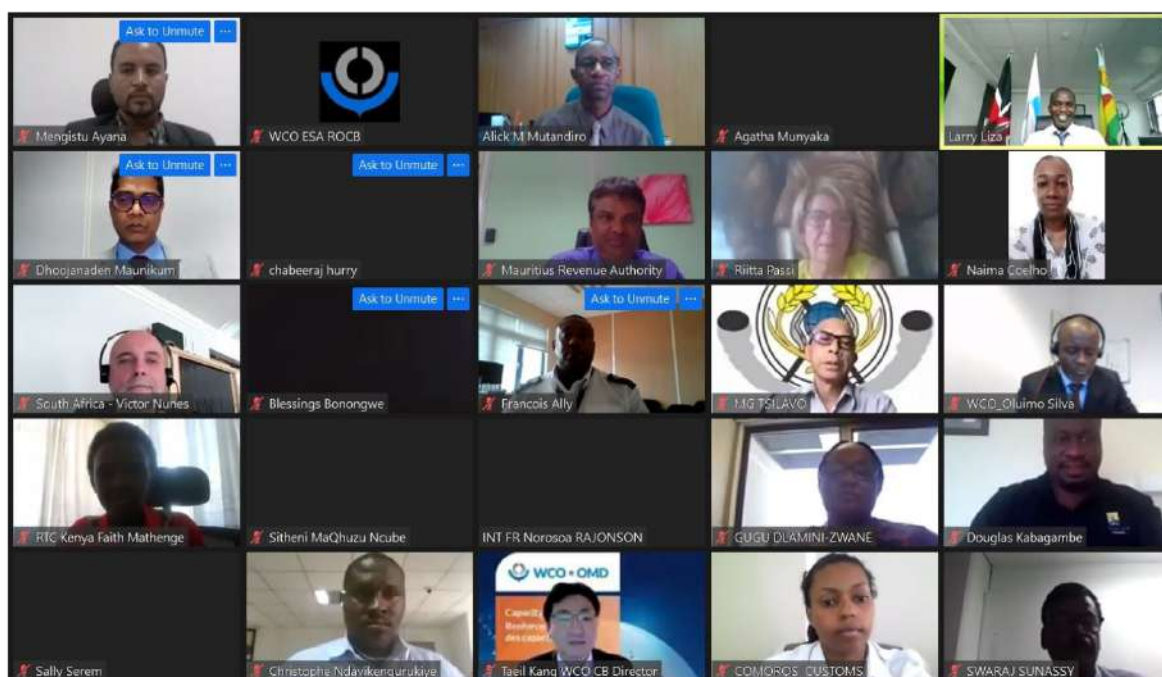 Ask to Unmute ...
Mengistu Ayana
WCO ESA ROCB
Alick M Mutandiro
Agatha Munyaka
Larry Liza
Ask to Unmute ...
Ask to Unmute ...
Dhoojanaden Maunikum
chabeeraj hurry
Mauritius Revenue Authority
Riitta Passi
Naima Coelho
Ask to Unmute ...
Ask to Unmute ...
South Africa - Victor Nunes
Blessings Bonongwe
Francois Ally
MG TSILAVO
WCO_Oluimo Silva
RTC Kenya Faith Mathenge
Sitheni MaQhuzu Ncube
INT FR Norosoa RAJONSON
GUGU DLAMINI-ZWANE
Douglas Kabagambe
WCO OMD
Capacity
Renforce
des capac
Sally Serem
Christophe Ndayikengurukiye
Taeil Kang WCO CB Director
COMOROS_CUSTOMS
SWARAJ SUNASSY